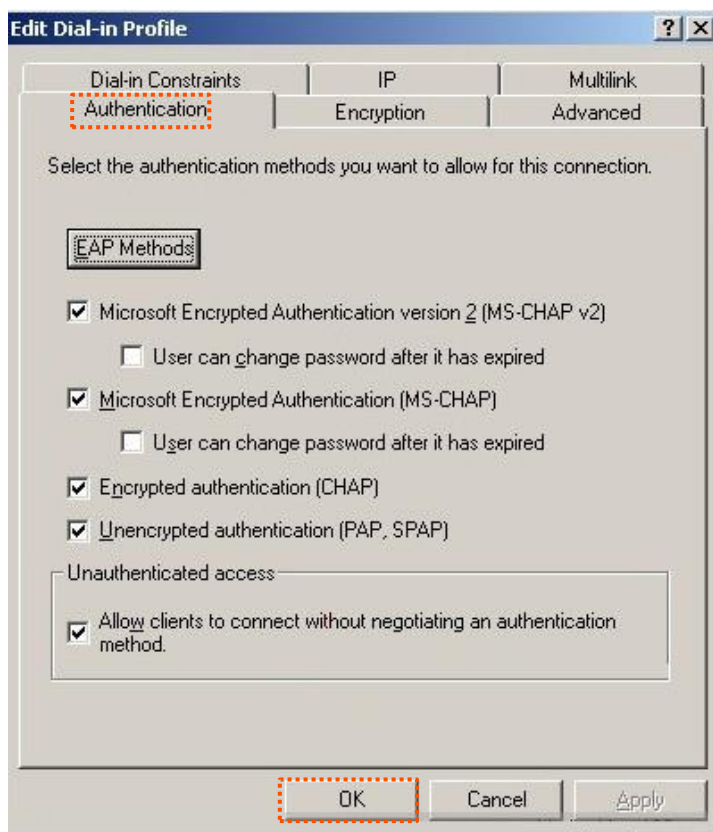 Edit Dial-in Profile
Dial-in Constraints IP Multilink
Authentication Encryption Advanced
Select the authentication methods you want to allow for this connection.
EAP Methods
Microsoft Encrypted Authentication version 2 (MS-CHAP v2)
User can change password after it has expired
Microsoft Encrypted Authentication (MS-CHAP)
User can change password after it has expired
Encrypted authentication (CHAP)
Unencrypted authentication (PAP, SPAP)
Unauthenticated access
Allow clients to connect without negotiating an authentication
method.
OK Cancel Apply